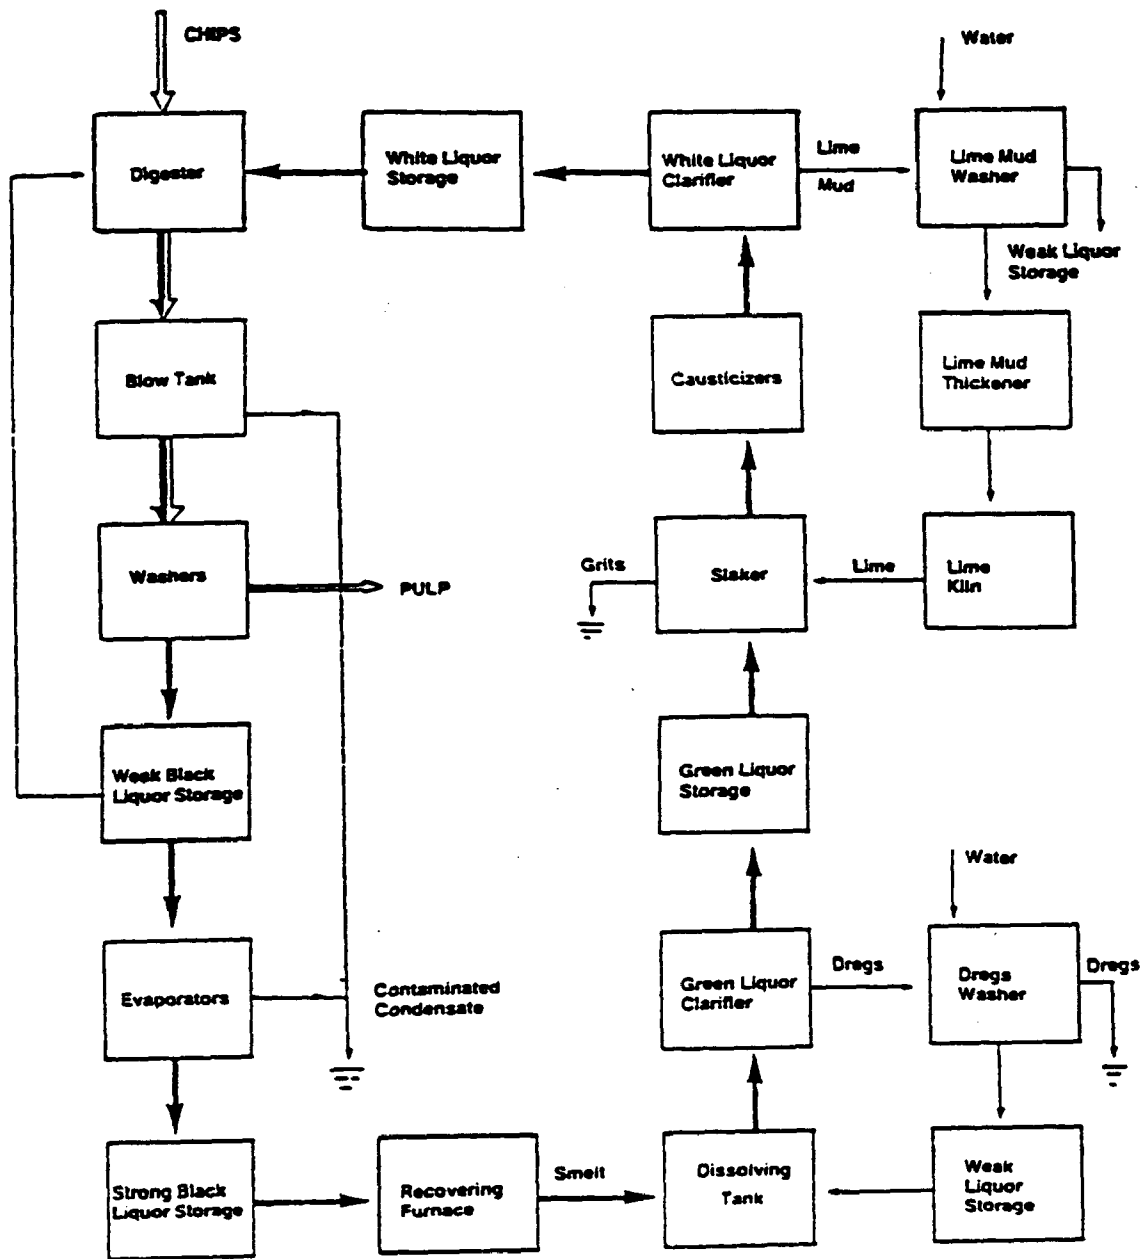 CHIPS
Water
Digester
White Liquor
Storage
White Liquor
Clarifier
Lime
Mud
Lime Mud
Washer
Weak Liquor
Storage
Blow Tank
Causticizers
Lime Mud
Thickener
Washers
PULP
Grits
Slaker
Lime
Lime
Kiln
Weak Black
Liquor Storage
Green Liquor
Storage
Water
Evaporators
Contaminated
Condensate
Green Liquor
Clarifier
Dregs
Dregs
Washer
Dregs
Strong Black
Liquor Storage
Recovering
Furnace
Smelt
Dissolving
Tank
Weak
Liquor
Storage